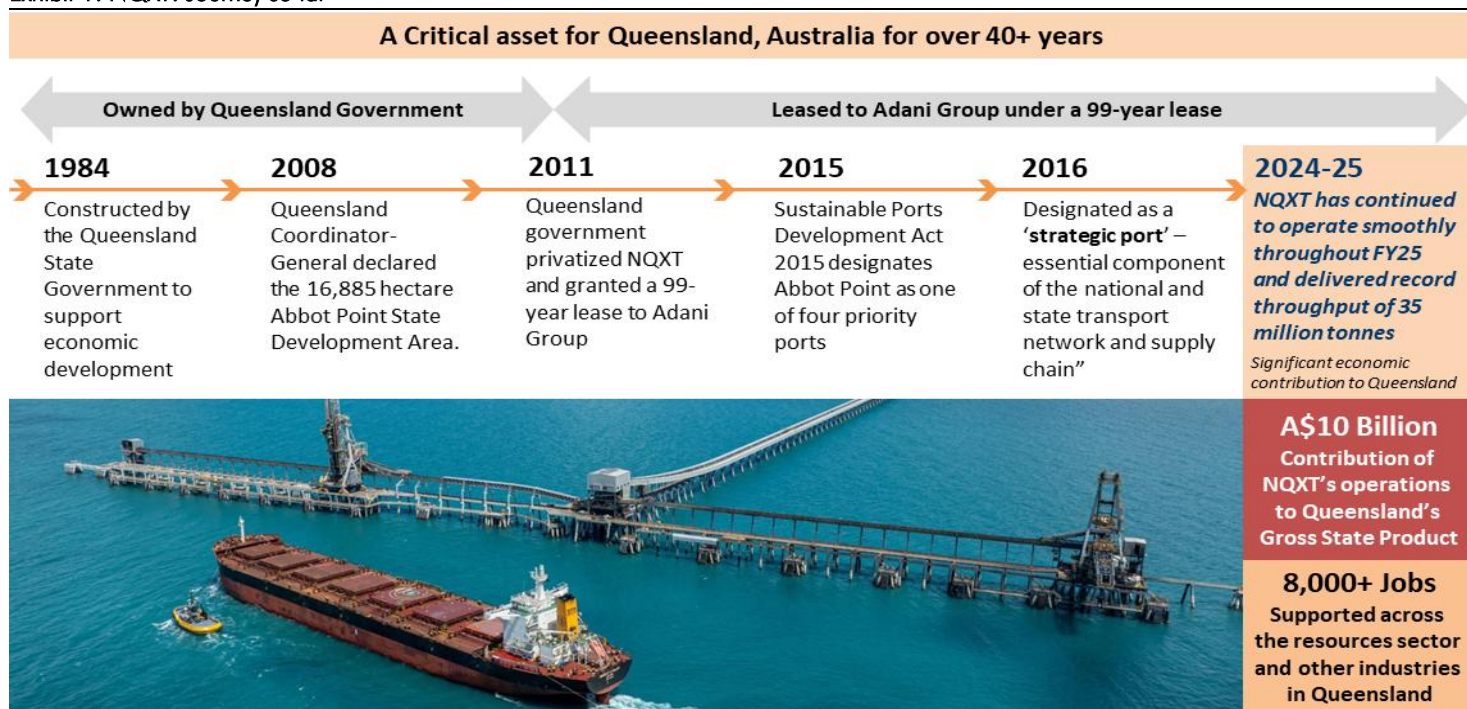 A Critical asset for Queensland, Australia for over 40+ years
Owned by Queensland Government
Leased to Adani Group under a 99-year lease
1984
Constructed by
the Queensland
State
Government to
support
economic
development
2008
Queensland
Coordinator-
General declared
the 16,885 hectare
Abbot Point State
Development Area.
2011
Queensland
government
privatized NQXT
and granted a 99-
year lease to Adani
Group
2015
Sustainable Ports
Development Act
2015 designates
Abbot Point as one
of four priority
ports
2016
Designated as a
‘strategic port’ –
essential component
of the national and
state transport
network and supply
chain”
2024-25
NQXT has continued
to operate smoothly
throughout FY25
and delivered record
throughput of 35
million tonnes
Significant economic
contribution to Queensland
A$10 Billion
Contribution of
NQXT’s operations
to Queensland’s
Gross State Product
8,000+ Jobs
Supported across
the resources sector
and other industries
in Queensland